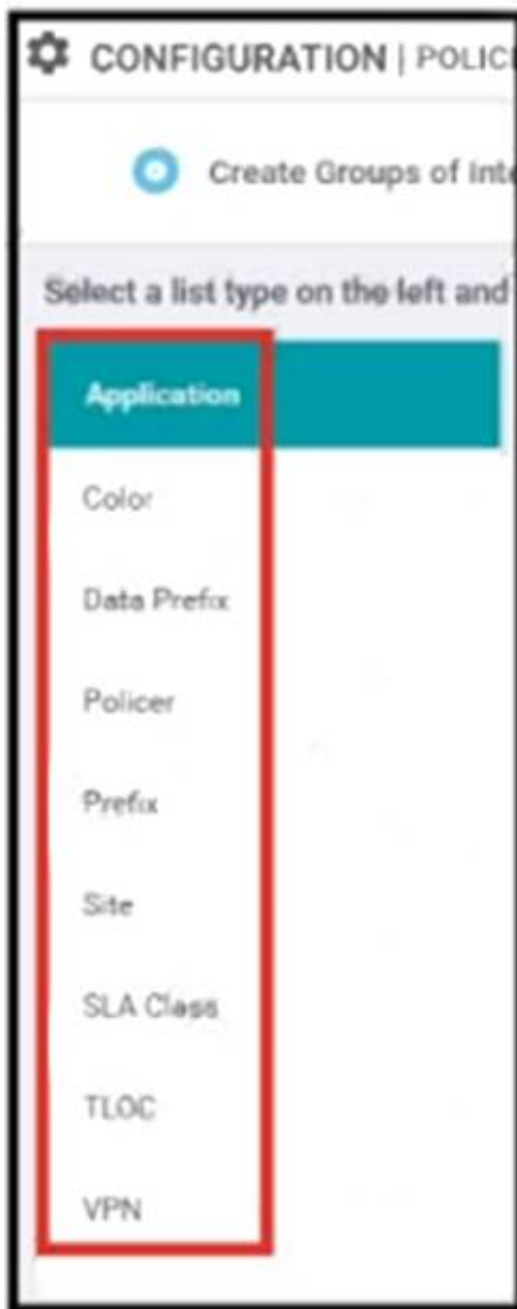 CONFIGURATION | POLIC
Create Groups of Inte
Select a list type on the left and
Application
Color
Data Prefix
Policer
Prefix
Site
SLA Class
TLOC
VPN